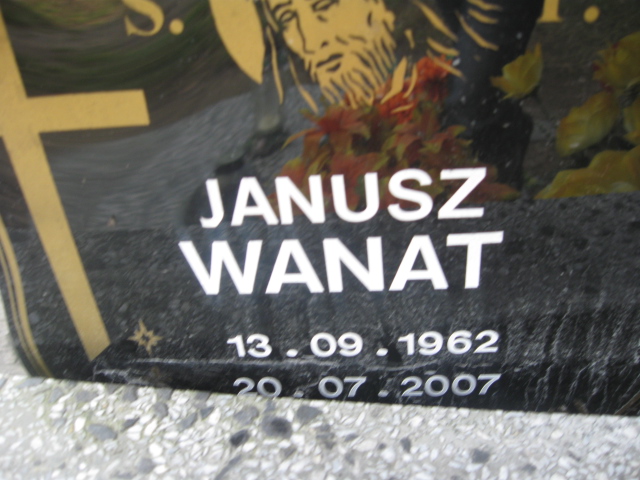 S. I.
JANUSZ
WANAT
13.09.1962
20.07.2007